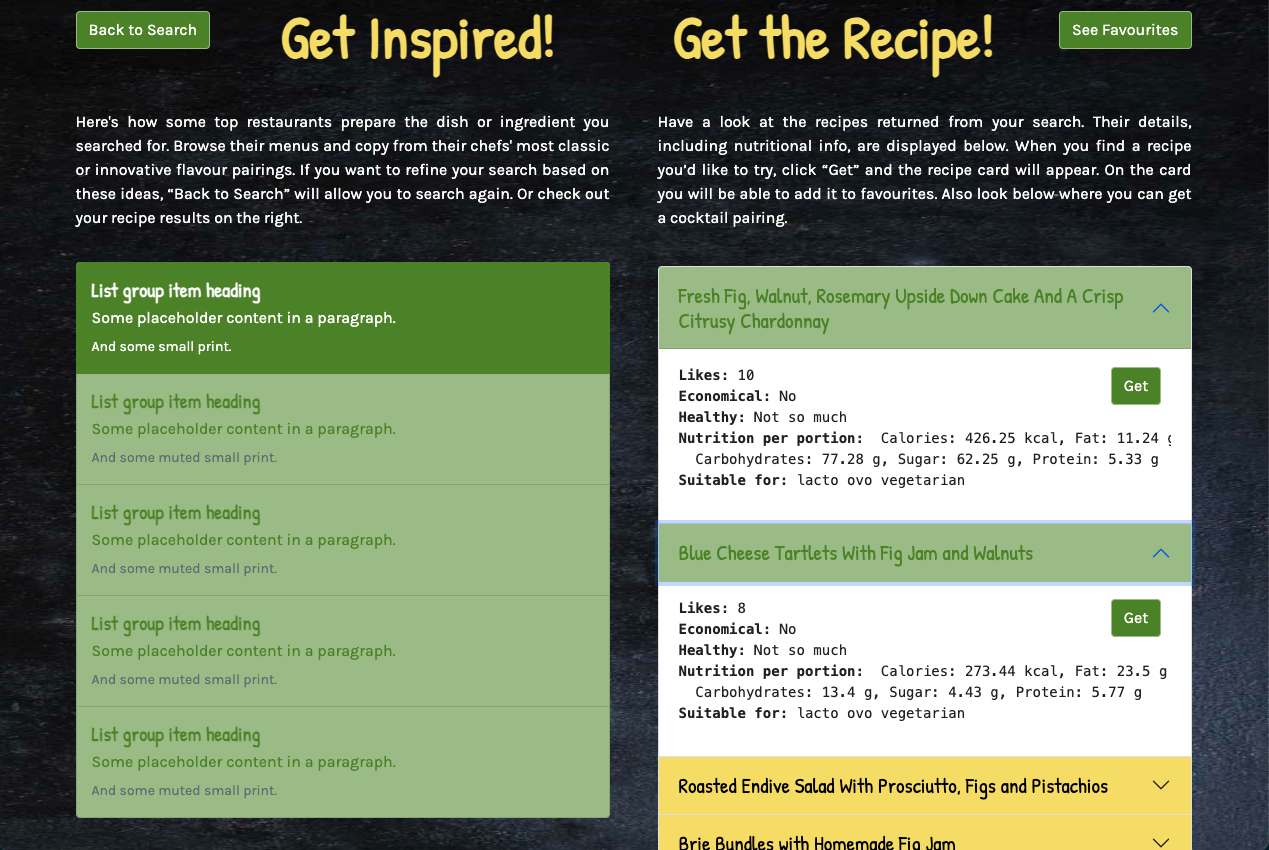 Back to Search
Get Inspired!
Here's how some top restaurants prepare the dish or ingredient you
searched for. Browse their menus and copy from their chefs' most classic
or innovative flavour pairings. If you want to refine your search based on
these ideas, “Back to Search” will allow you to search again. Or check out
your recipe results on the right.
List group item heading
Some placeholder content in a paragraph.
And some small print.
List group item heading
Some placeholder content in a paragraph.
And some muted small print.
List group item heading
Some placeholder content in a paragraph.
And some muted small print.
List group item heading
Some placeholder content in a paragraph.
And some muted small print.
List group item heading
Some placeholder content in a paragraph.
And some muted small print.
Get the Recipe!
See Favourites
Have a look at the recipes returned from your search. Their details,
including nutritional info, are displayed below. When you find a recipe
you’d like to try, click “Get” and the recipe card will appear. On the card
you will be able to add it to favourites. Also look below where you can get
a cocktail pairing.
Fresh Fig, Walnut, Rosemary Upside Down Cake And A Crisp
Citrusy Chardonnay
Likes: 10
Get
Economical: No
Healthy: Not so much
Nutrition per portion: Calories: 426.25 kcal, Fat: 11.24 g
Carbohydrates: 77.28 g, Sugar: 62.25 g, Protein: 5.33 g
Suitable for: lacto ovo vegetarian
Blue Cheese Tartlets With Fig Jam and Walnuts
Likes: 8
Get
Economical: No
Healthy: Not so much
Nutrition per portion: Calories: 273.44 kcal, Fat: 23.5 g
Carbohydrates: 13.4 g, Sugar: 4.43 g, Protein: 5.77 g
Suitable for: lacto ovo vegetarian
Roasted Endive Salad With Prosciutto, Figs and Pistachios
Brie Bundles with Homemade Fig Jam